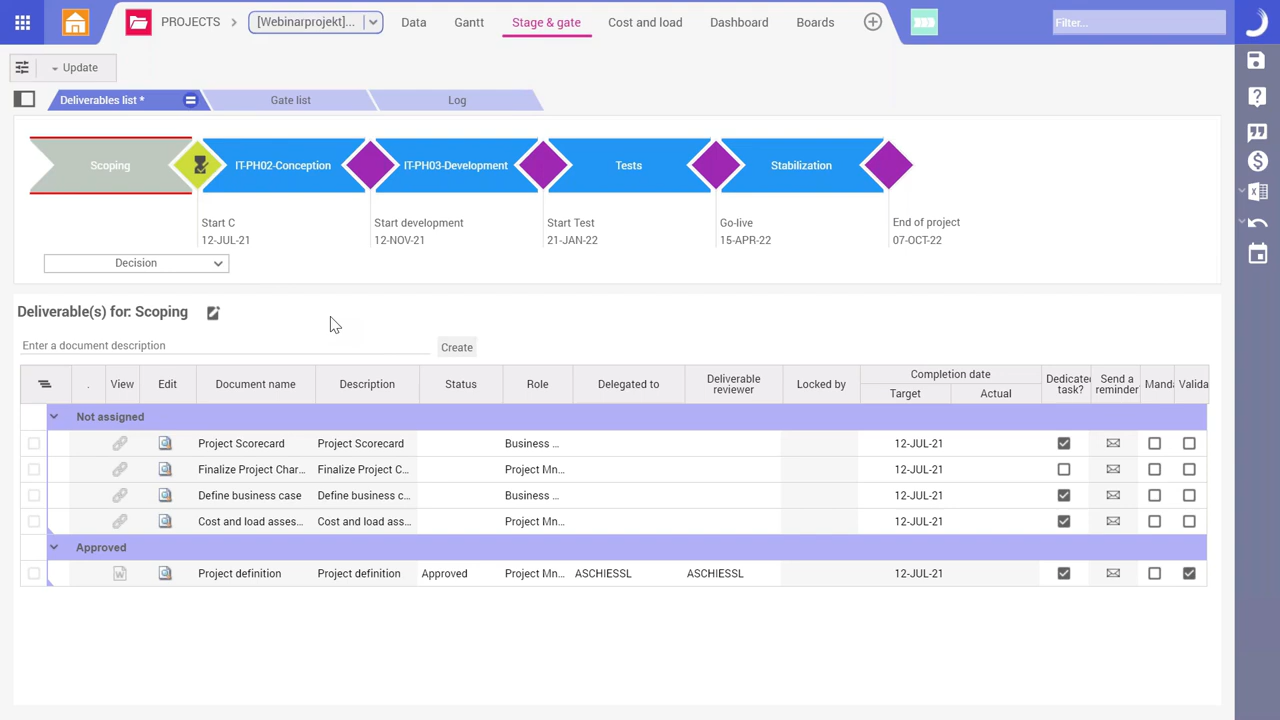 PROJECTS [Webinarprojekt]... Data Gantt Stage & gate Cost and load Dashboard Boards Filter...
Update
Deliverables list * Gate list Log
Scoping IT-PH02-Conception IT-PH03-Development Tests Stabilization
Start C Start development Start Test Go-live End of project
12-JUL-21 12-NOV-21 21-JAN-22 15-APR-22 07-OCT-22
Decision
Deliverable(s) for: Scoping
Enter a document description Create
. View Edit Document name Description Status Role Delegated to Deliverable reviewer Locked by Completion date Target Actual Dedicated task? Send a reminder Manda Valida
Not assigned
Project Scorecard Project Scorecard Business ... 12-JUL-21
Finalize Project Char... Finalize Project C... Project Mn... 12-JUL-21
Define business case Define business c... Business ... 12-JUL-21
Cost and load asses... Cost and load ass... Project Mn... 12-JUL-21
Approved
Project definition Project definition Approved Project Mn... ASCHIESSL ASCHIESSL 12-JUL-21